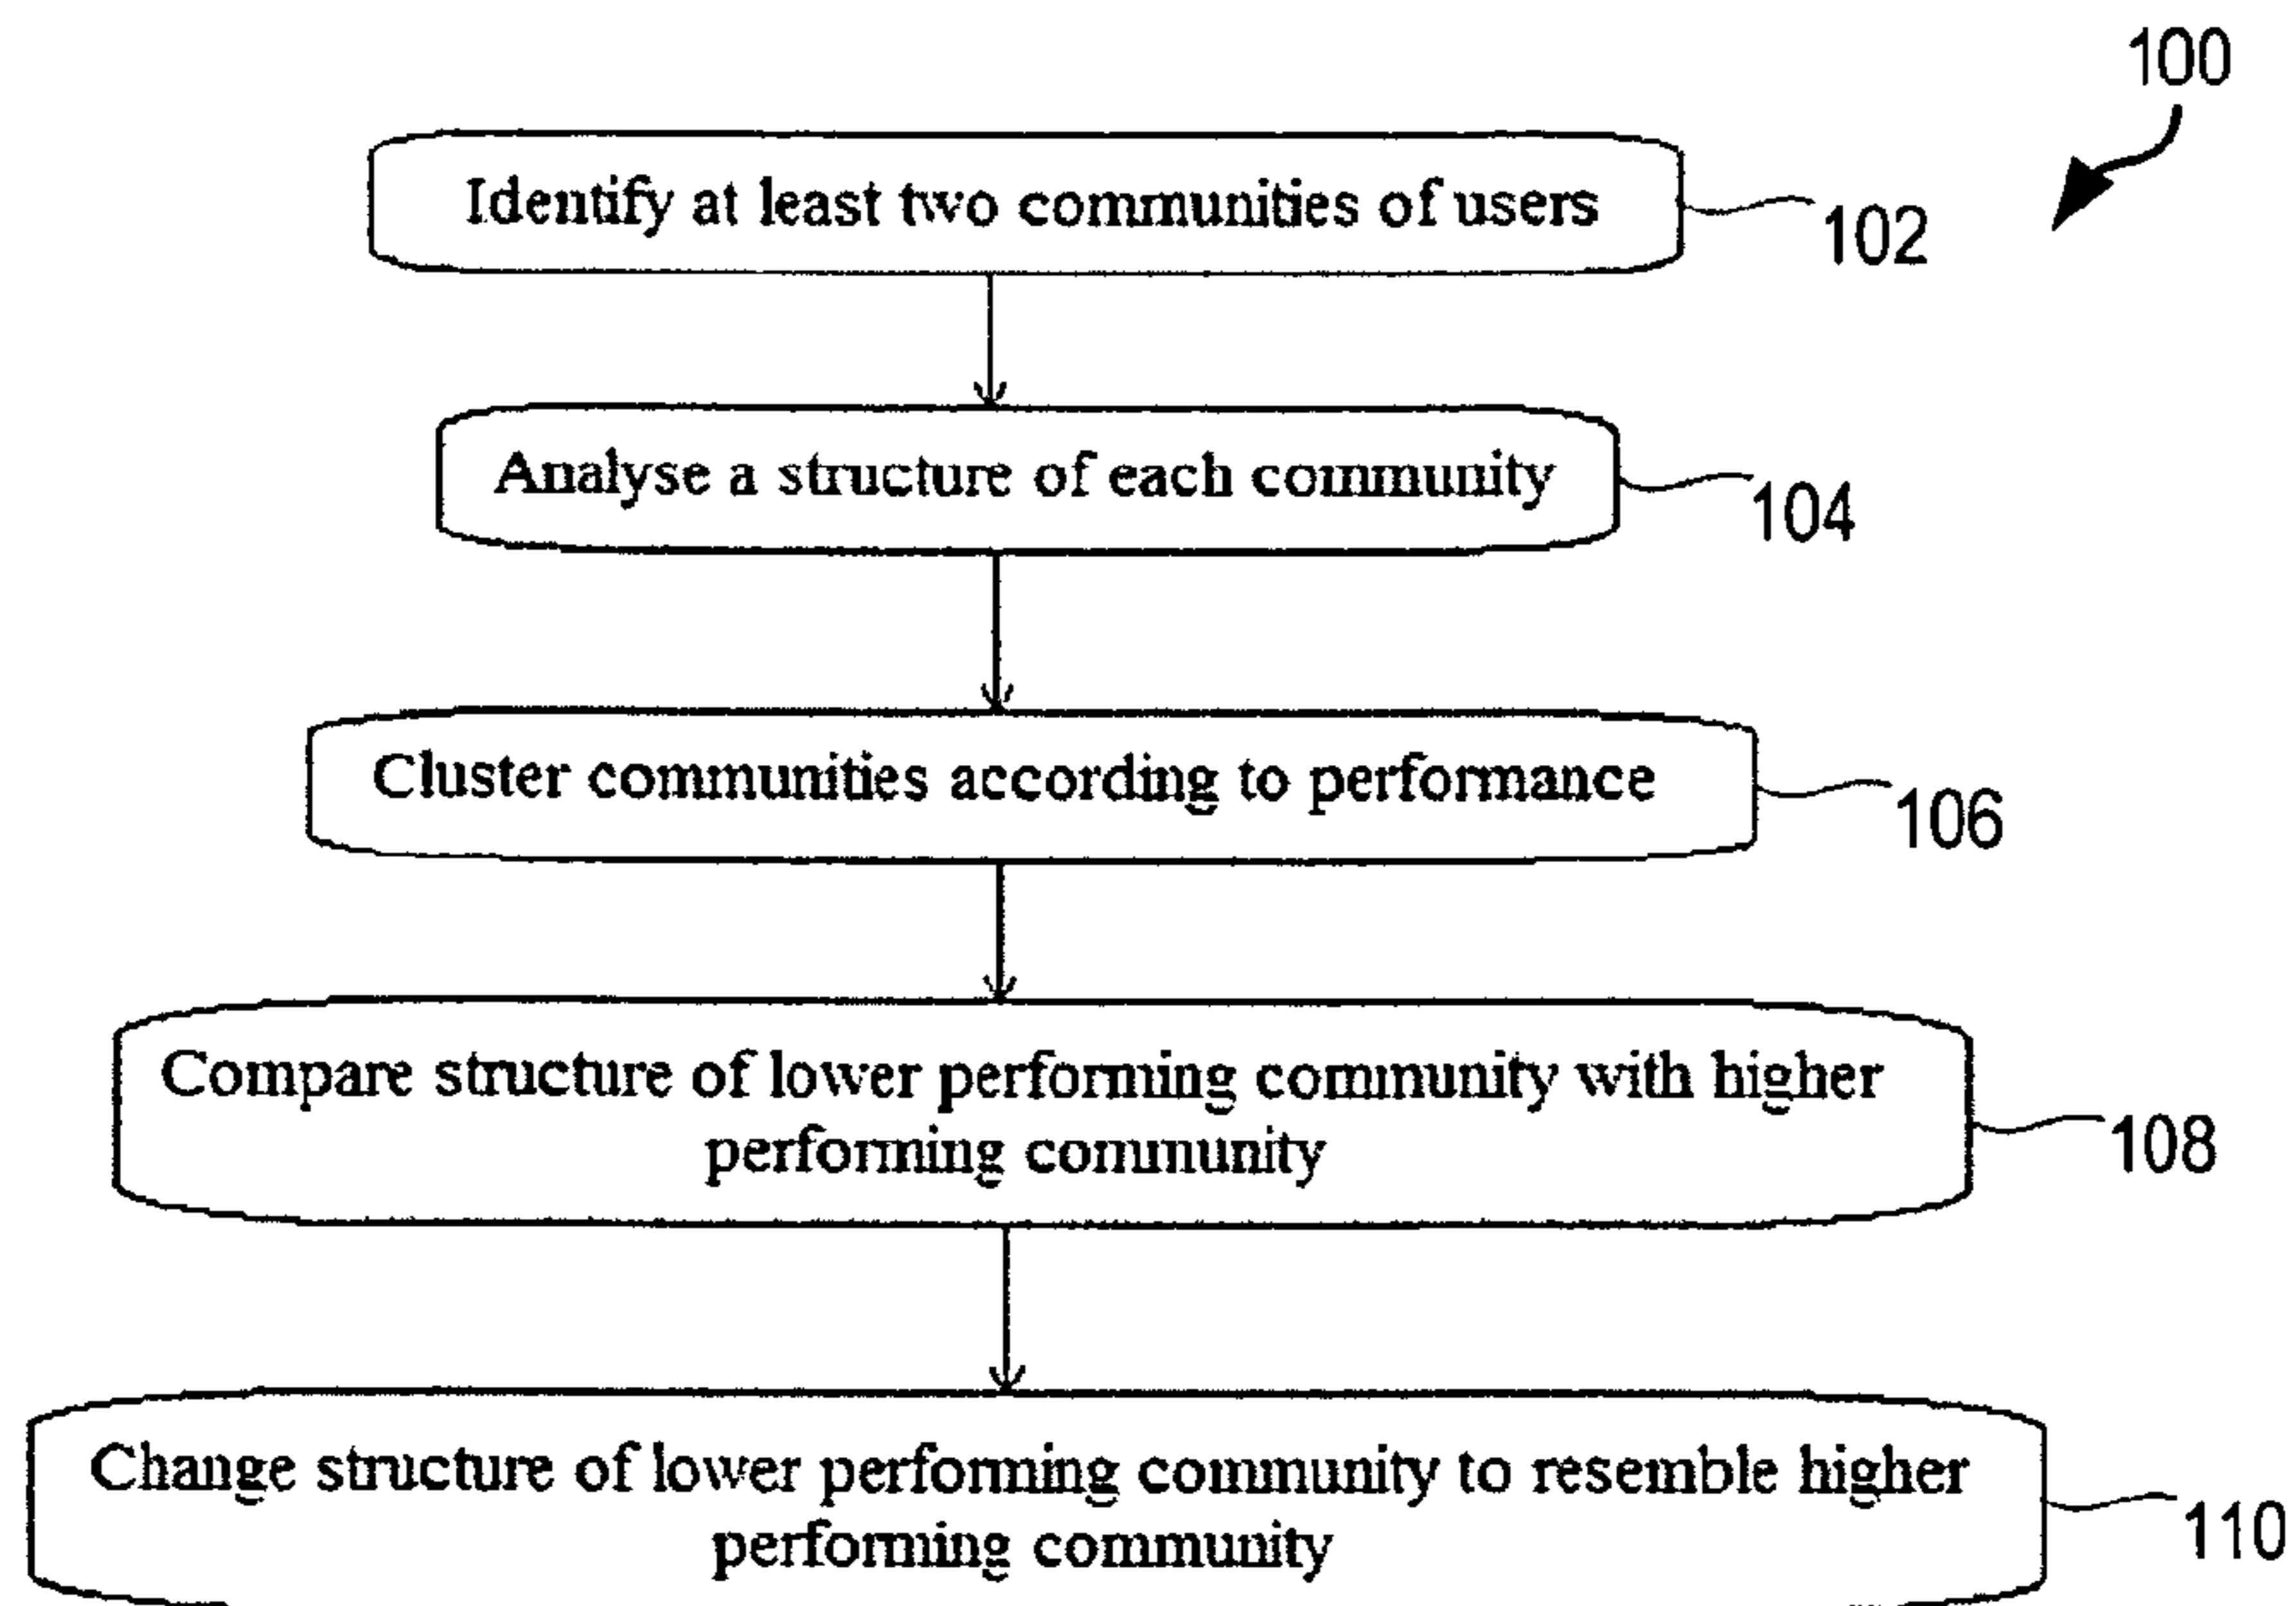 100
Identify at least two communities of users
102
Analyse a structure of each community
104
Cluster communities according to performance
106
Compare structure of lower performing community with higher
performing community
108
Change structure of lower performing community to resemble higher
performing community
110